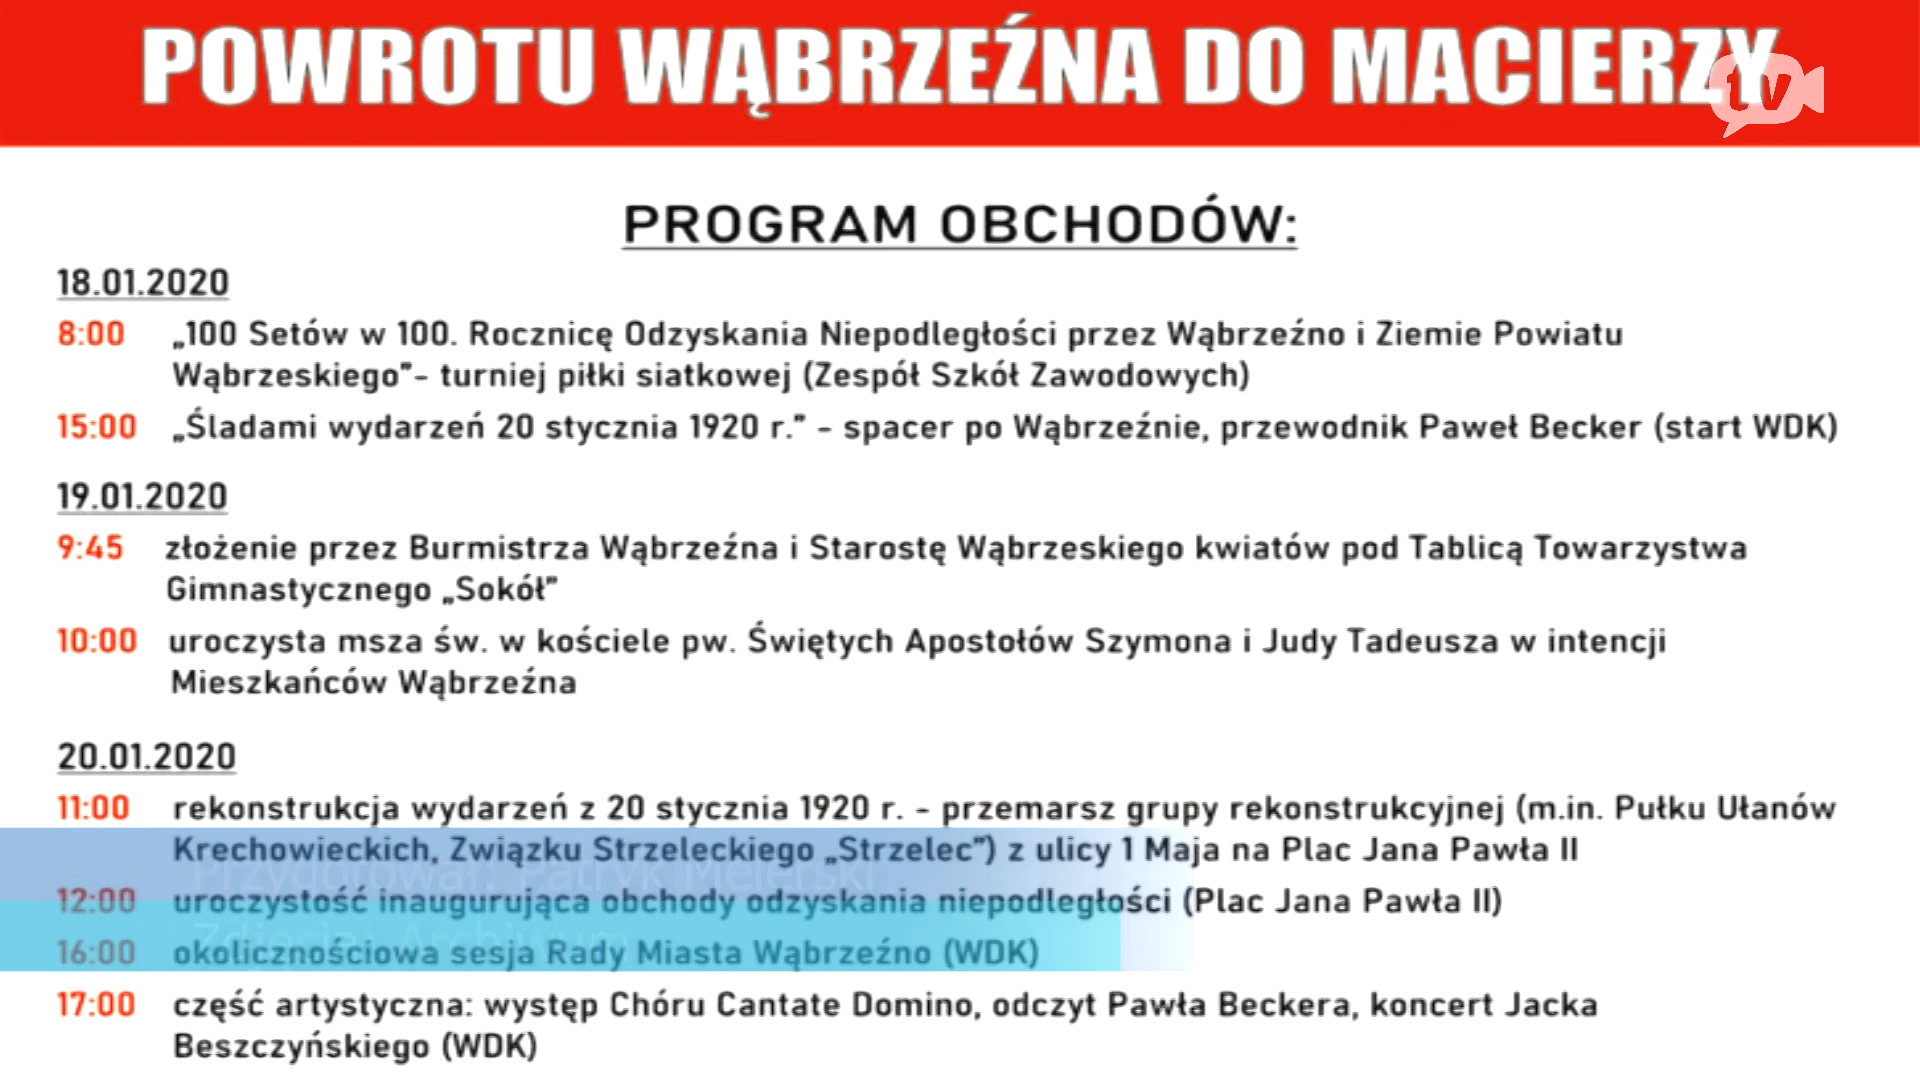 POWROTU WĄBRZEŹNA DO MACIERZY
tv
PROGRAM OBCHODÓW:
18.01.2020
8:00 „100 Setów w 100. Rocznicę Odzyskania Niepodległości przez Wąbrzeźno i Ziemie Powiatu
Wąbrzeskiego”- turniej piłki siatkowej (Zespół Szkół Zawodowych)
15:00 „Śladami wydarzeń 20 stycznia 1920 r.” - spacer po Wąbrzeźnie, przewodnik Paweł Becker (start WDK)
19.01.2020
9:45 złożenie przez Burmistrza Wąbrzeźna i Starostę Wąbrzeskiego kwiatów pod Tablicą Towarzystwa
Gimnastycznego „Sokół”
10:00 uroczysta msza św. w kościele pw. Świętych Apostołów Szymona i Judy Tadeusza w intencji
Mieszkańców Wąbrzeźna
20.01.2020
11:00 rekonstrukcja wydarzeń z 20 stycznia 1920 r. - przemarsz grupy rekonstrukcyjnej (m.in. Pułku Ułanów
Krechowieckich, Związku Strzeleckiego „Strzelec”) z ulicy 1 Maja na Plac Jana Pawła II
Przygotował: Patryk Melerski
12:00 uroczystość inaugurująca obchody odzyskania niepodległości (Plac Jana Pawła II)
Zdjęcia: Archiwum
16:00 okolicznościowa sesja Rady Miasta Wąbrzeźno (WDK)
17:00 część artystyczna: występ Chóru Cantate Domino, odczyt Pawła Beckera, koncert Jacka
Beszczyńskiego (WDK)